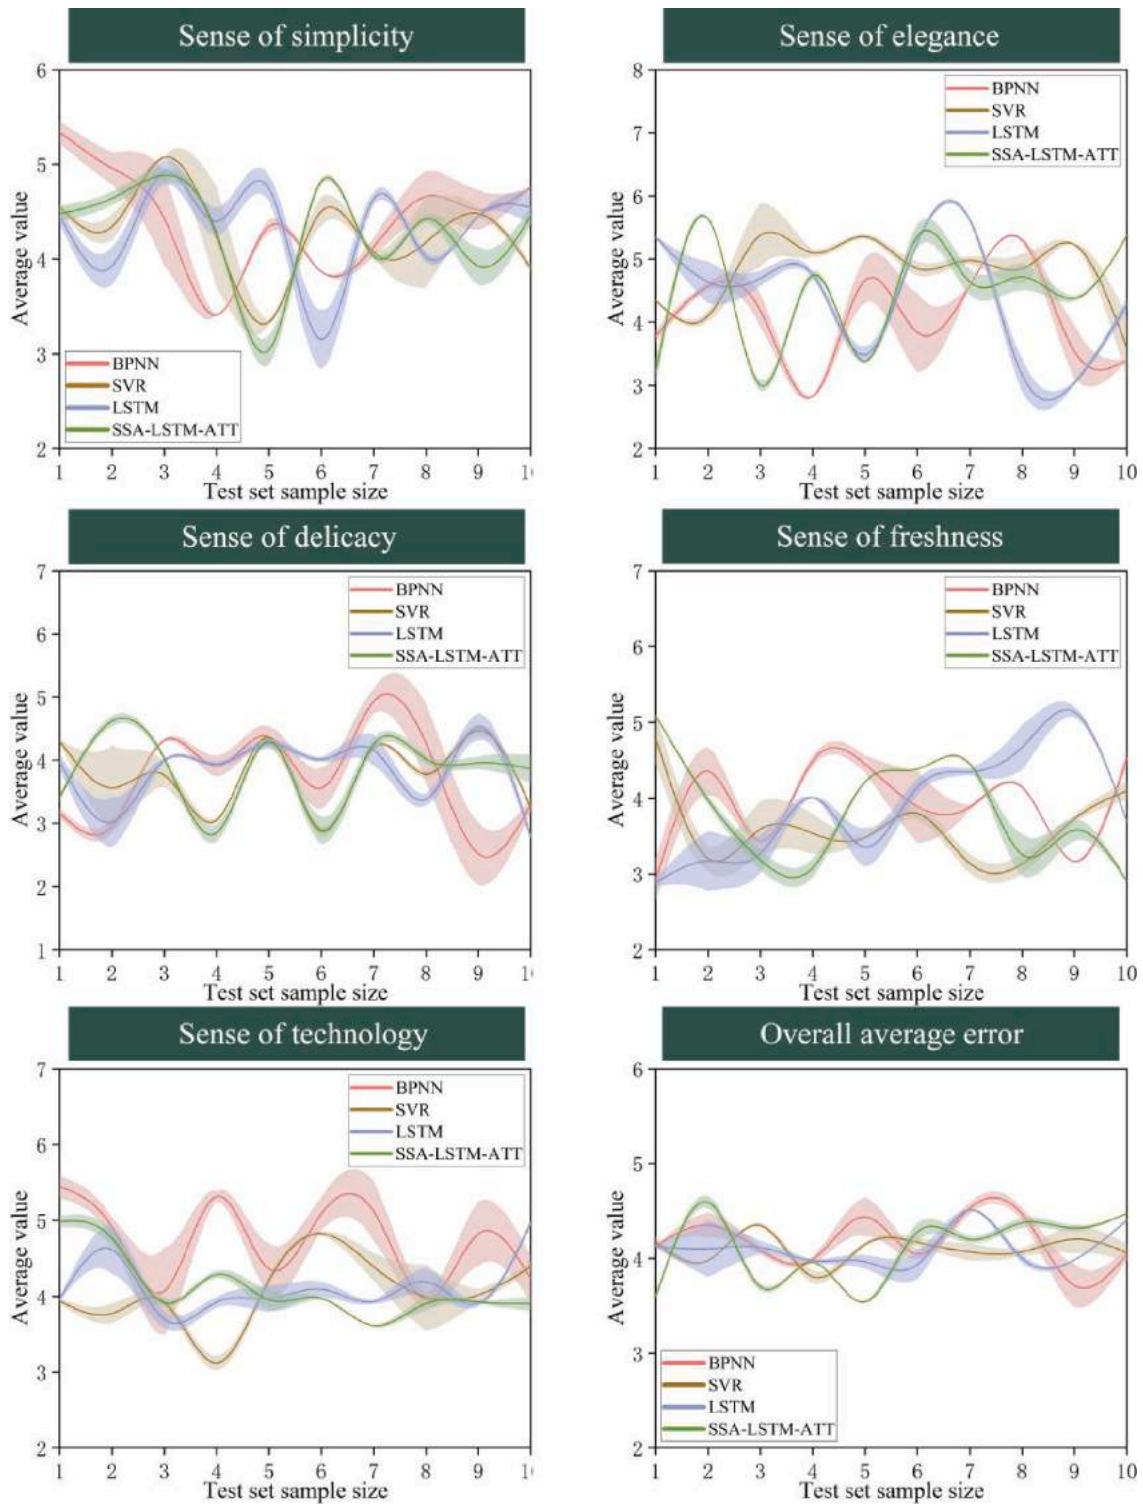 Sense of simplicity
6
5
4
3
2
Average value
BPNN
SVR
LSTM
SSA-LSTM-ATT
1 2 3 4 5 6 7 8 9 1
Test set sample size
Sense of elegance
8
7
6
5
4
3
2
Average value
BPNN
SVR
LSTM
SSA-LSTM-ATT
1 2 3 4 5 6 7 8 9 10
Test set sample size
Sense of delicacy
7
6
5
4
3
2
1
Average value
BPNN
SVR
LSTM
SSA-LSTM-ATT
1 2 3 4 5 6 7 8 9 1
Test set sample size
Sense of freshness
7
6
5
4
3
2
Average value
BPNN
SVR
LSTM
SSA-LSTM-ATT
1 2 3 4 5 6 7 8 9 10
Test set sample size
Sense of technology
7
6
5
4
3
2
Average value
BPNN
SVR
LSTM
SSA-LSTM-ATT
1 2 3 4 5 6 7 8 9 1
Test set sample size
Overall average error
6
5
4
3
2
Average value
BPNN
SVR
LSTM
SSA-LSTM-ATT
1 2 3 4 5 6 7 8 9 10
Test set sample size